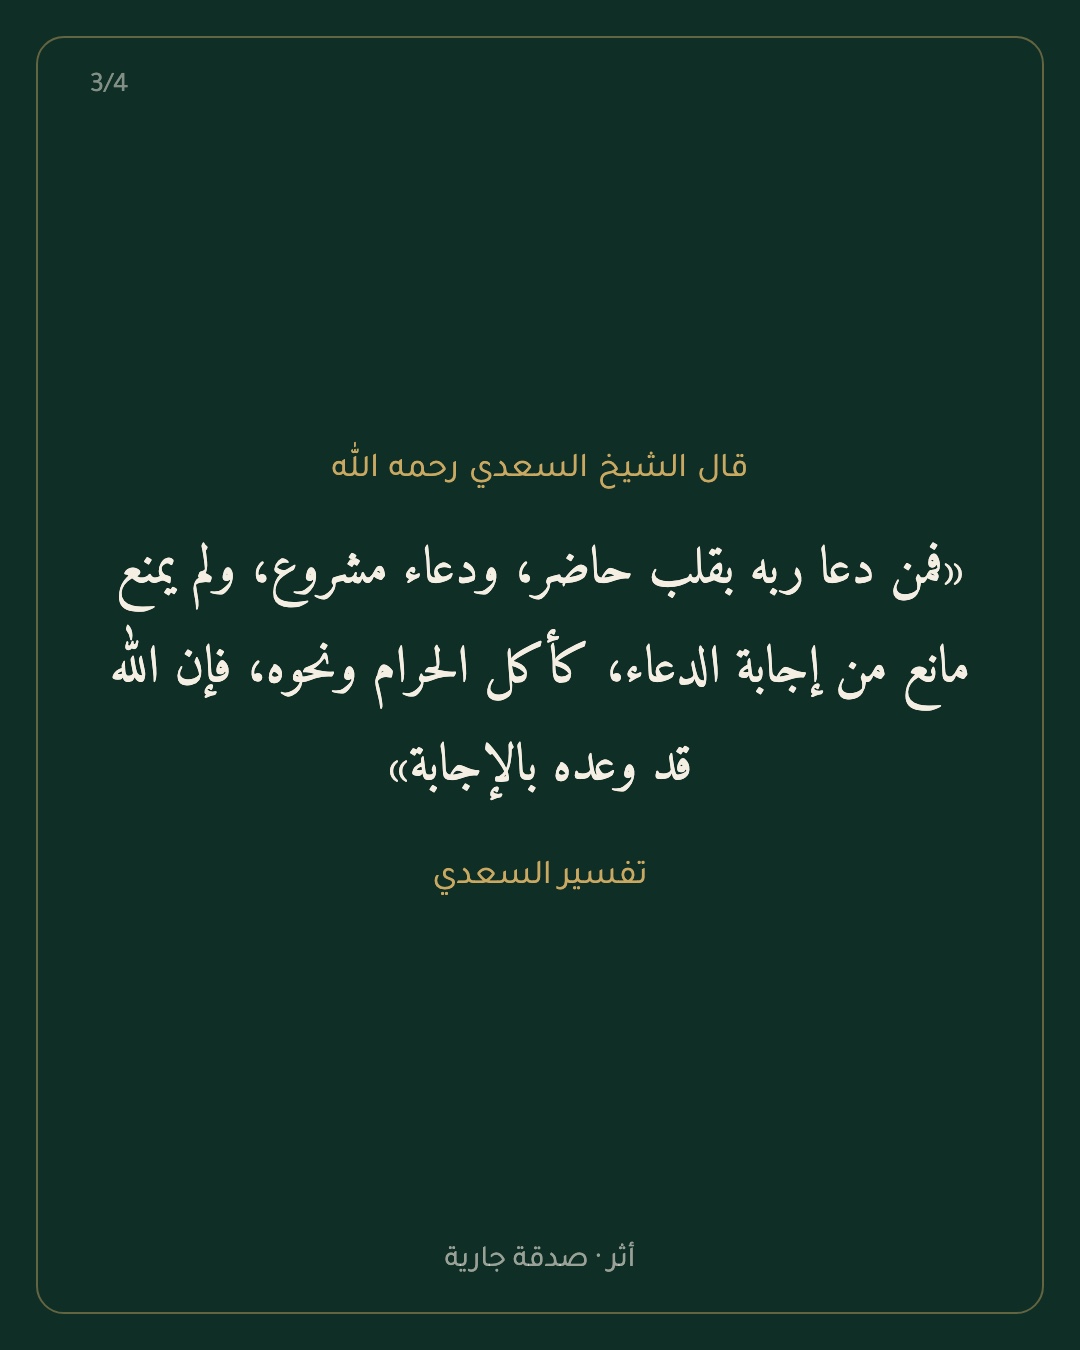 3/4
قال الشيخ السعدي رحمه الله
«فمن دعا ربه بقلب حاضر، ودعاء مشروع، ولم يمنع
مانع من إجابة الدعاء، كأكل الحرام ونحوه، فإن الله
قد وعده بالإجابة»
تفسير السعدي
أثر · صدقة جارية